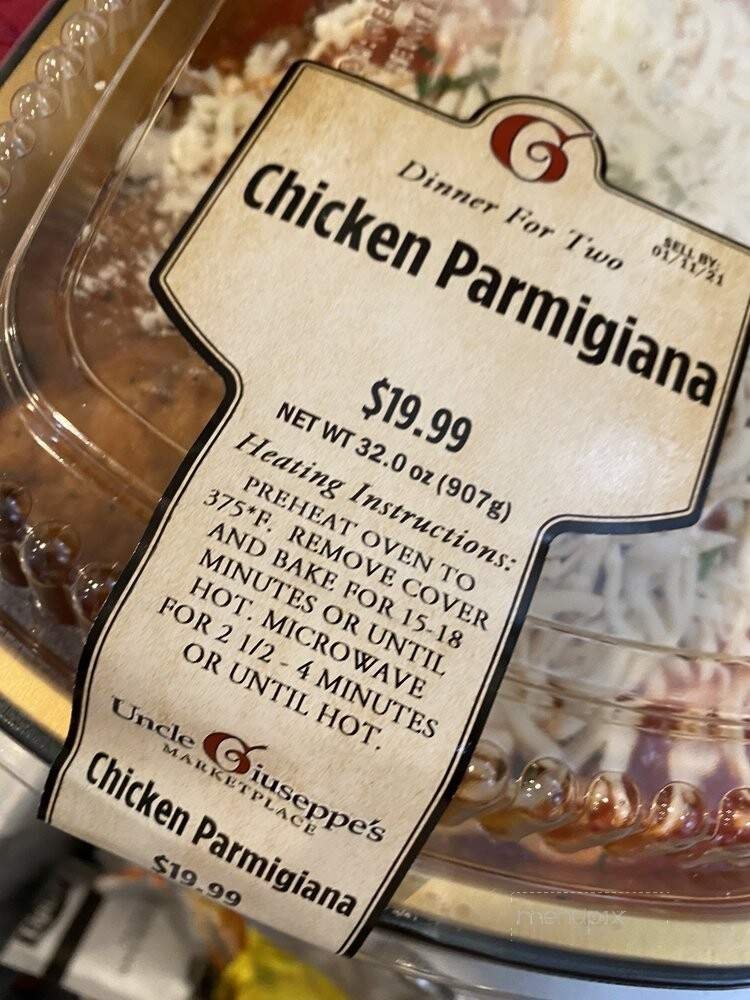 G
Dinner For Two
SELL BY:
01/11/21
Chicken Parmigiana
$19.99
NET WT 32.0 oz (907g)
Heating Instructions:
PREHEAT OVEN TO
375*F. REMOVE COVER
AND BAKE FOR 15-18
MINUTES OR UNTIL
HOT. MICROWAVE
FOR 2 1/2 - 4 MINUTES
OR UNTIL HOT.
Uncle Giuseppe's
MARKETPLACE
Chicken Parmigiana
$19.99
menupix